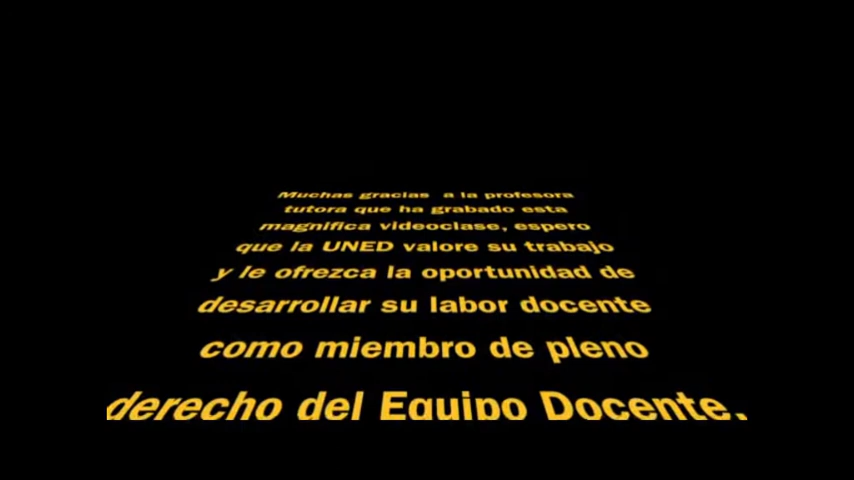 Muchas gracias a la profesora
tutora que ha grabado esta
magnifica videoclase, espero
que la UNED valore su trabajo
y le ofrezca la oportunidad de
desarrollar su labor docente
como miembro de pleno
derecho del Equipo Docente.